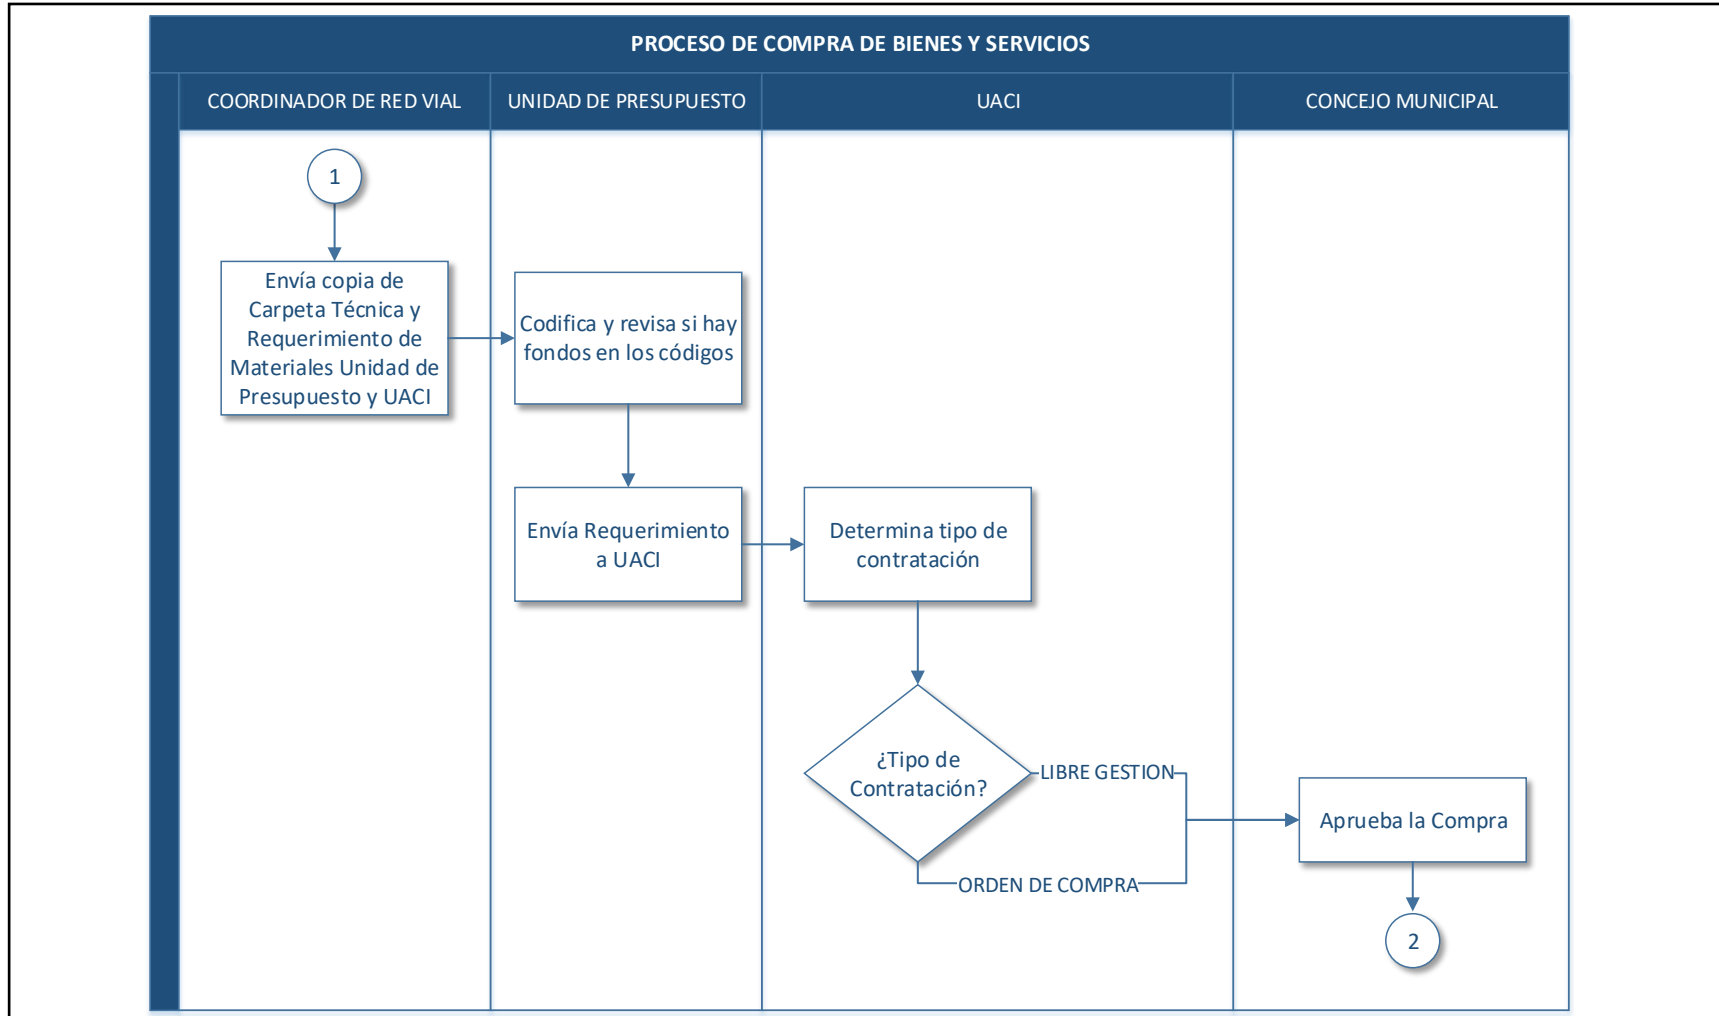 PROCESO DE COMPRA DE BIENES Y SERVICIOS
COORDINADOR DE RED VIAL
UNIDAD DE PRESUPUESTO
UACI
CONCEJO MUNICIPAL
1
Envía copia de
Carpeta Técnica y
Requerimiento de
Materiales Unidad de
Presupuesto y UACI
Codifica y revisa si hay
fondos en los códigos
Envía Requerimiento
a UACI
Determina tipo de
contratación
¿Tipo de
Contratación?
LIBRE GESTION
ORDEN DE COMPRA
Aprueba la Compra
2